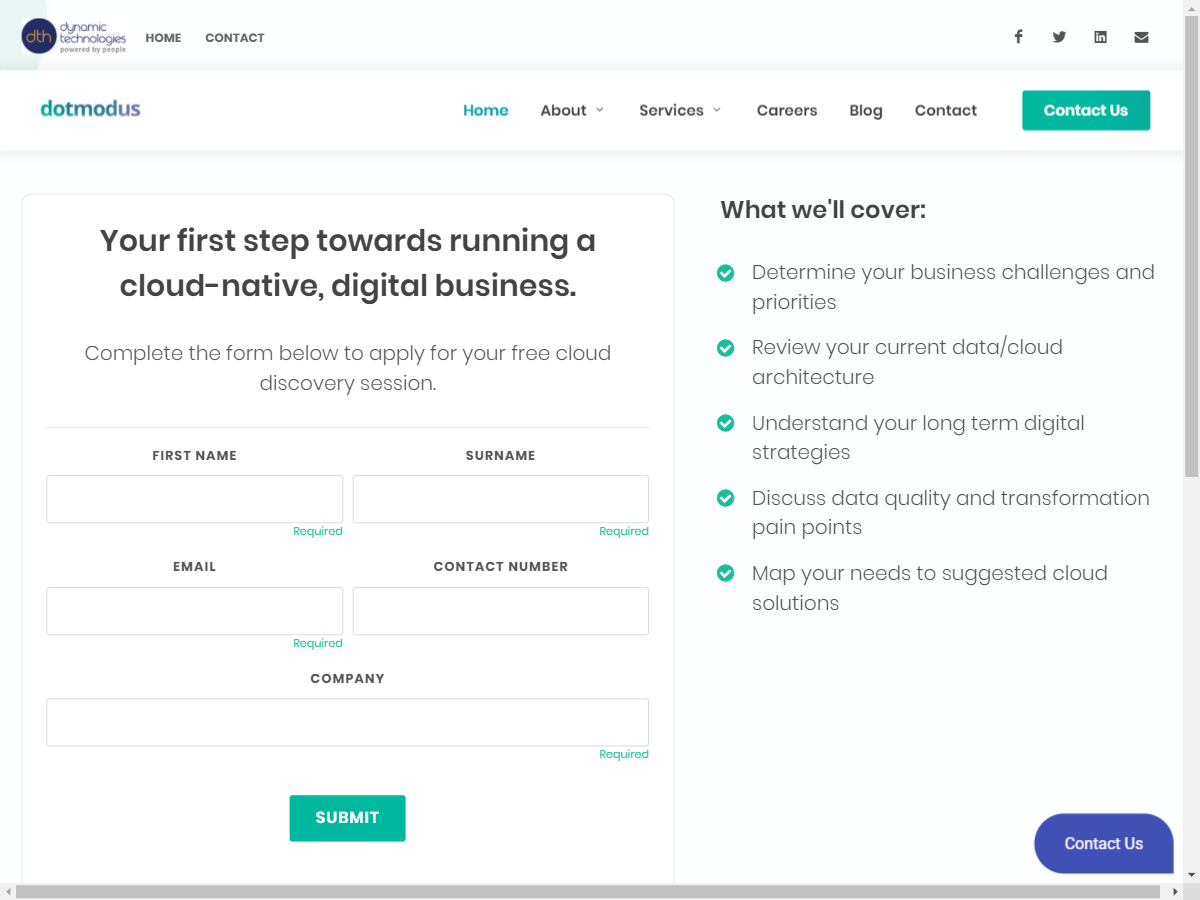 dth dynamic
technologies
powered by people
HOME CONTACT
dotmodus
Home About Services Careers Blog Contact Contact Us
Your first step towards running a
cloud-native, digital business.
Complete the form below to apply for your free cloud
discovery session.
FIRST NAME SURNAME
Required Required
EMAIL CONTACT NUMBER
Required
COMPANY
Required
SUBMIT
What we'll cover:
Determine your business challenges and
priorities
Review your current data/cloud
architecture
Understand your long term digital
strategies
Discuss data quality and transformation
pain points
Map your needs to suggested cloud
solutions
Contact Us